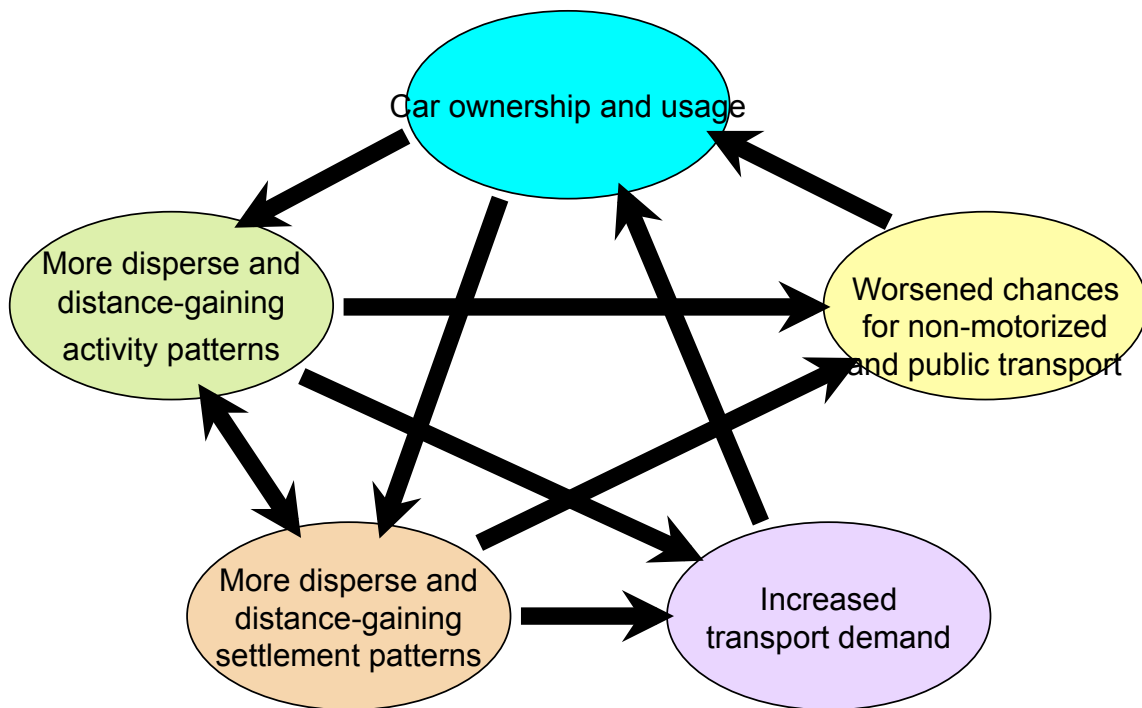 Car ownership and usage
More disperse and
distance-gaining
activity patterns
Worsened chances
for non-motorized
and public transport
More disperse and
distance-gaining
settlement patterns
Increased
transport demand